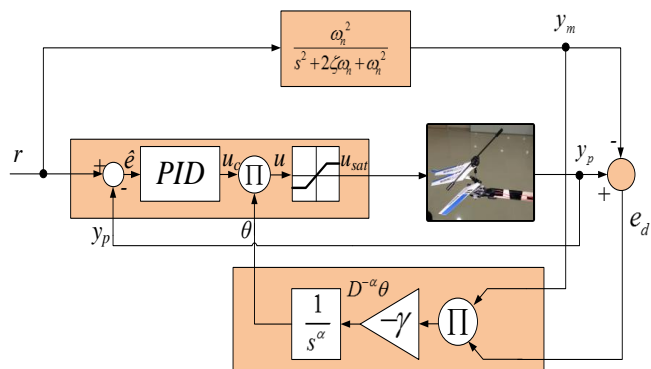 y_m
ω_n^2
s^2+2ζω_n+ω_n^2
r
+
ê
-
PID
u_c
Π
u
u_sat
y_p
-
+
e_d
y_p
θ
D^{-α}θ
1
s^α
-γ
Π